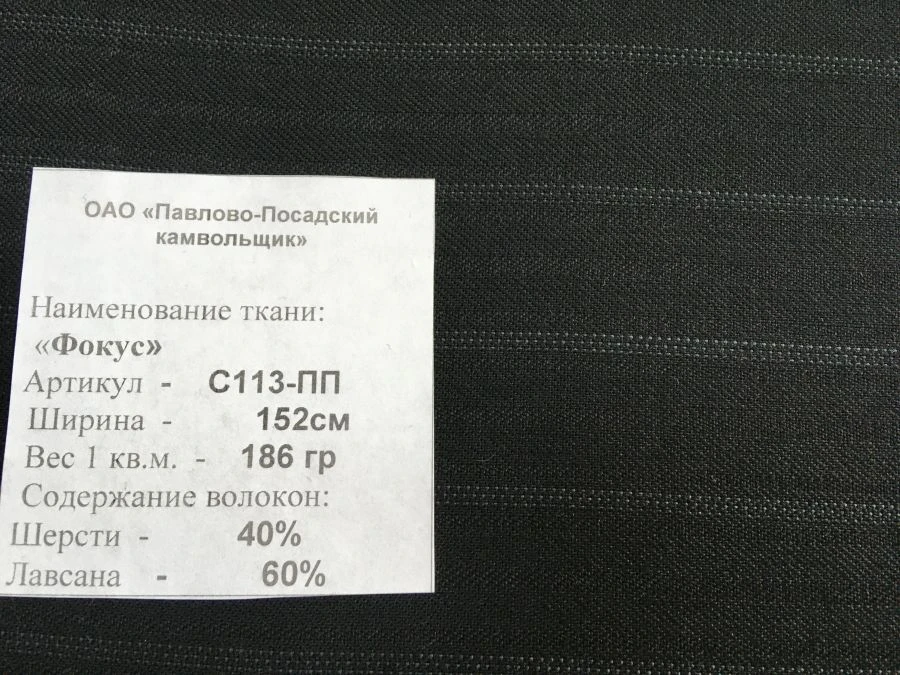 ОАО «Павлово-Посадский
камвольщик»
Наименование ткани:
«Фокус»
Артикул - С113-ПП
Ширина - 152см
Вес 1 кв.м. - 186 гр
Содержание волокон:
Шерсти - 40%
Лавсана - 60%